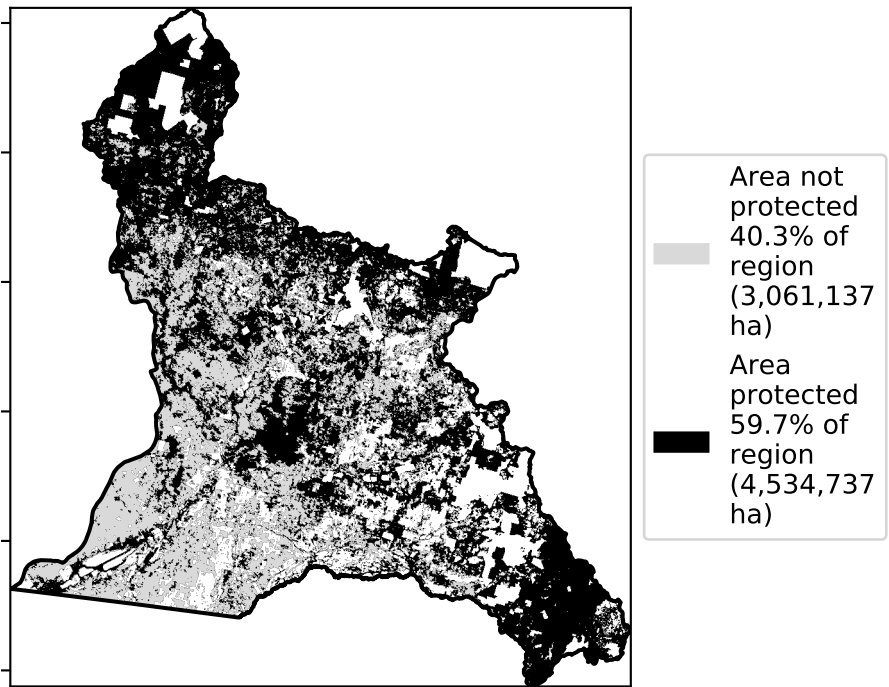 Area not
protected
40.3% of
region
(3,061,137
ha)
Area
protected
59.7% of
region
(4,534,737
ha)